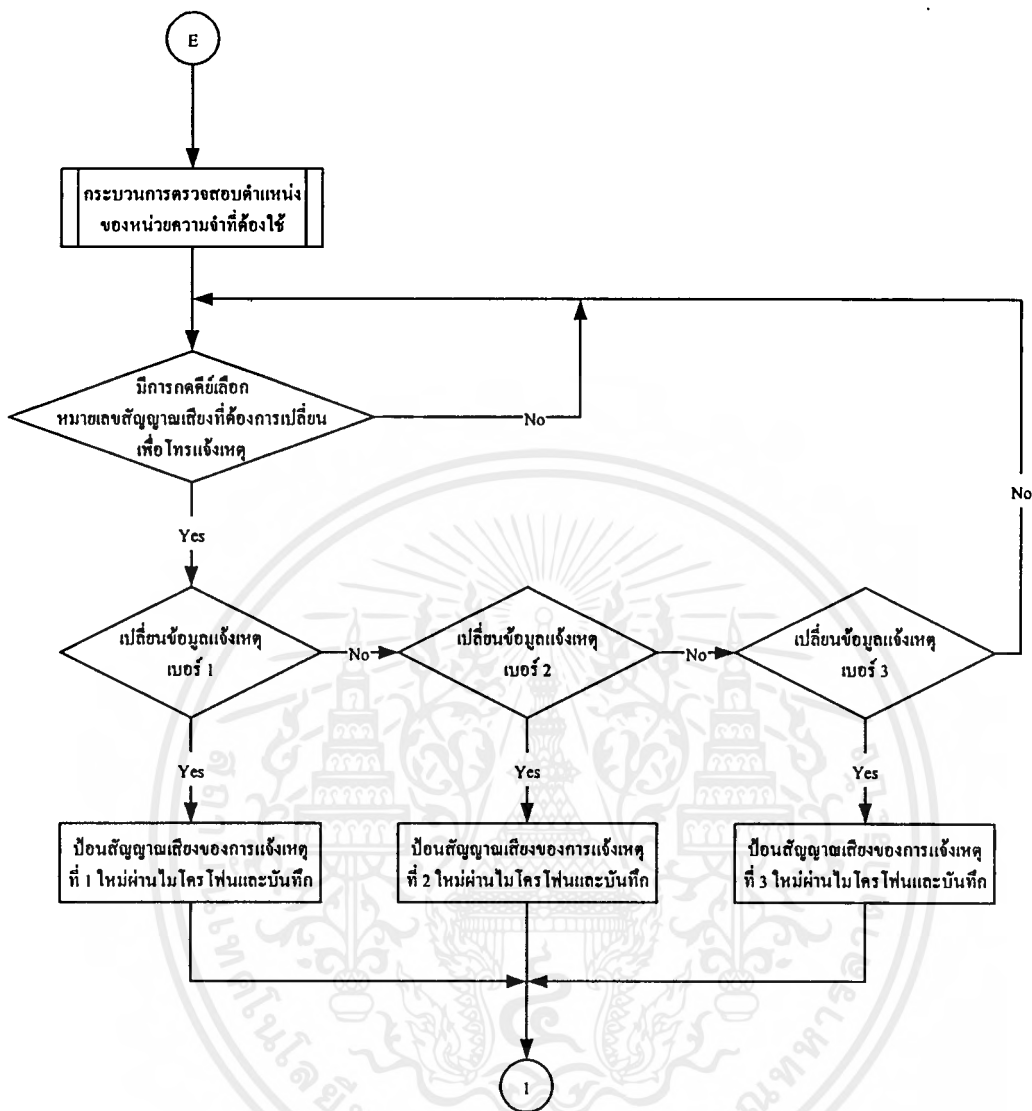 E
กระบวนการตรวจสอบตำแหน่ง
ของหน่วยความจำที่ต้องใช้
มีการกดคีย์เลือก
หมายเลขสัญญาณเสียงที่ต้องการเปลี่ยน
เพื่อโทรแจ้งเหตุ
No
No
Yes
เปลี่ยนข้อมูลแจ้งเหตุ
เบอร์ 1
No
เปลี่ยนข้อมูลแจ้งเหตุ
เบอร์ 2
No
เปลี่ยนข้อมูลแจ้งเหตุ
เบอร์ 3
Yes
Yes
Yes
ป้อนสัญญาณเสียงของการแจ้งเหตุ
ที่ 1 ใหม่ผ่านไมโครโฟนและบันทึก
ป้อนสัญญาณเสียงของการแจ้งเหตุ
ที่ 2 ใหม่ผ่านไมโครโฟนและบันทึก
ป้อนสัญญาณเสียงของการแจ้งเหตุ
ที่ 3 ใหม่ผ่านไมโครโฟนและบันทึก
1